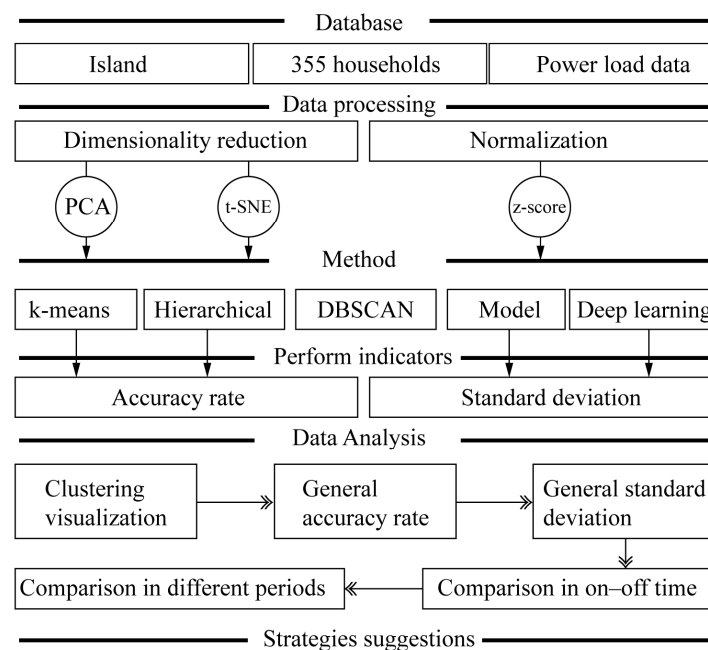 Database
Island
355 households
Power load data
Data processing
Dimensionality reduction
Normalization
PCA
t-SNE
z-score
Method
k-means
Hierarchical
DBSCAN
Model
Deep learning
Perform indicators
Accuracy rate
Standard deviation
Data Analysis
Clustering
visualization
General
accuracy rate
General standard
deviation
Comparison in different periods
Comparison in on–off time
Strategies suggestions